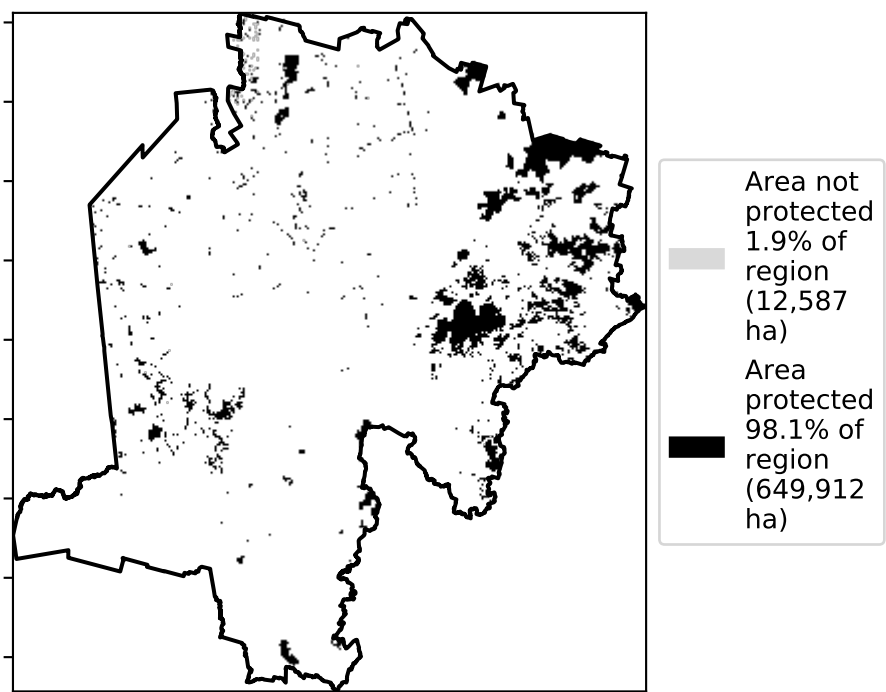 Area not
protected
1.9% of
region
(12,587
ha)
Area
protected
98.1% of
region
(649,912
ha)